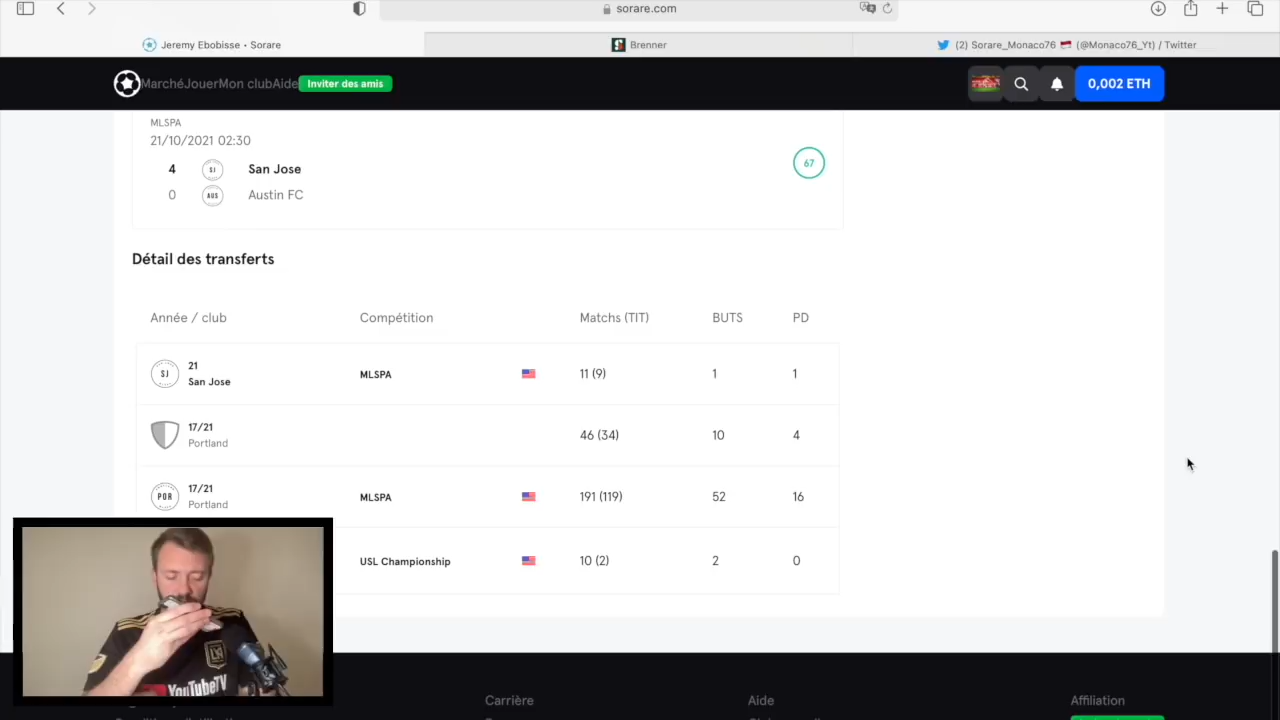 sorare.com
Jeremy Ebobisse • Sorare
Brenner
(2) Sorare_Monaco76 🇮🇩 (@Monaco76_Yt) / Twitter
MarchéJouerMon clubAide
Inviter des amis
0,002 ETH
MLSPA
21/10/2021 02:30
4 SJ San Jose
67
0 AUS Austin FC
Détail des transferts
Année / club Compétition Matchs (TIT) BUTS PD
21
San Jose
SJ MLSPA 11 (9) 1 1
17/21
Portland
46 (34) 10 4
17/21
Portland
POR MLSPA 191 (119) 52 16
USL Championship 10 (2) 2 0
LAFC
YouTubeTV
Carrière Aide Affiliation